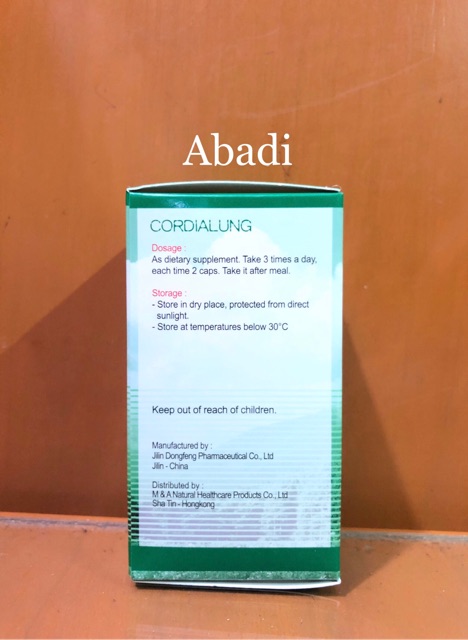 Abadi
CORDIALUNG
Dosage :
As dietary supplement. Take 3 times a day,
each time 2 caps. Take it after meal.
Storage :
- Store in dry place, protected from direct
sunlight.
- Store at temperatures below 30°C
Keep out of reach of children.
Manufactured by :
Jilin Dongfeng Pharmaceutical Co., Ltd
Jilin - China
Distributed by :
M & A Natural Healthcare Products Co., Ltd
Sha Tin - Hongkong